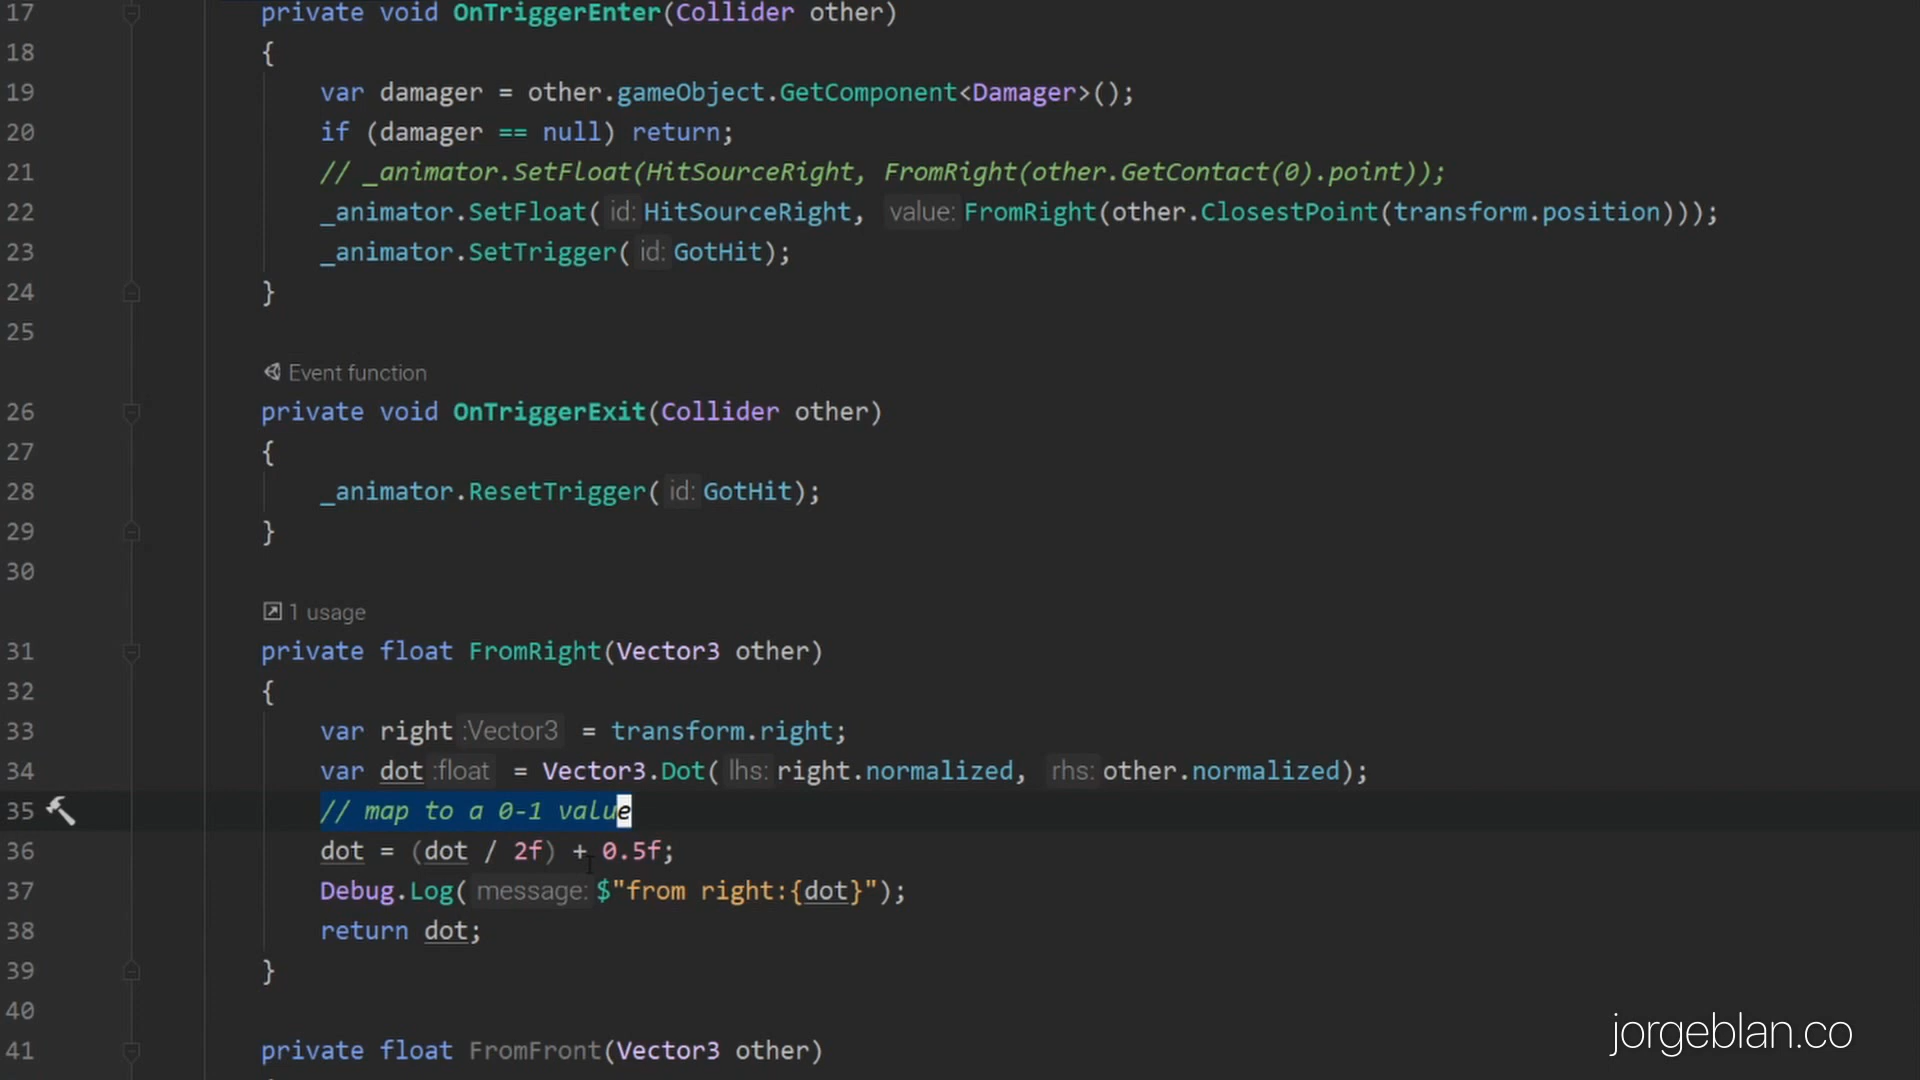 17 private void OnTriggerEnter(Collider other)
18 {
19 var damager = other.gameObject.GetComponent<Damager>();
20 if (damager == null) return;
21 // _animator.SetFloat(HitSourceRight, FromRight(other.GetContact(0).point));
22 _animator.SetFloat( id: HitSourceRight, value: FromRight(other.ClosestPoint(transform.position)));
23 _animator.SetTrigger( id: GotHit);
24 }
25
Event function
26 private void OnTriggerExit(Collider other)
27 {
28 _animator.ResetTrigger( id: GotHit);
29 }
30
1 usage
31 private float FromRight(Vector3 other)
32 {
33 var right :Vector3 = transform.right;
34 var dot :float = Vector3.Dot( lhs: right.normalized, rhs: other.normalized);
35 // map to a 0-1 value
36 dot = (dot / 2f) + 0.5f;
37 Debug.Log( message: $"from right:{dot}");
38 return dot;
39 }
40
41 private float FromFront(Vector3 other)
jorgeblan.co